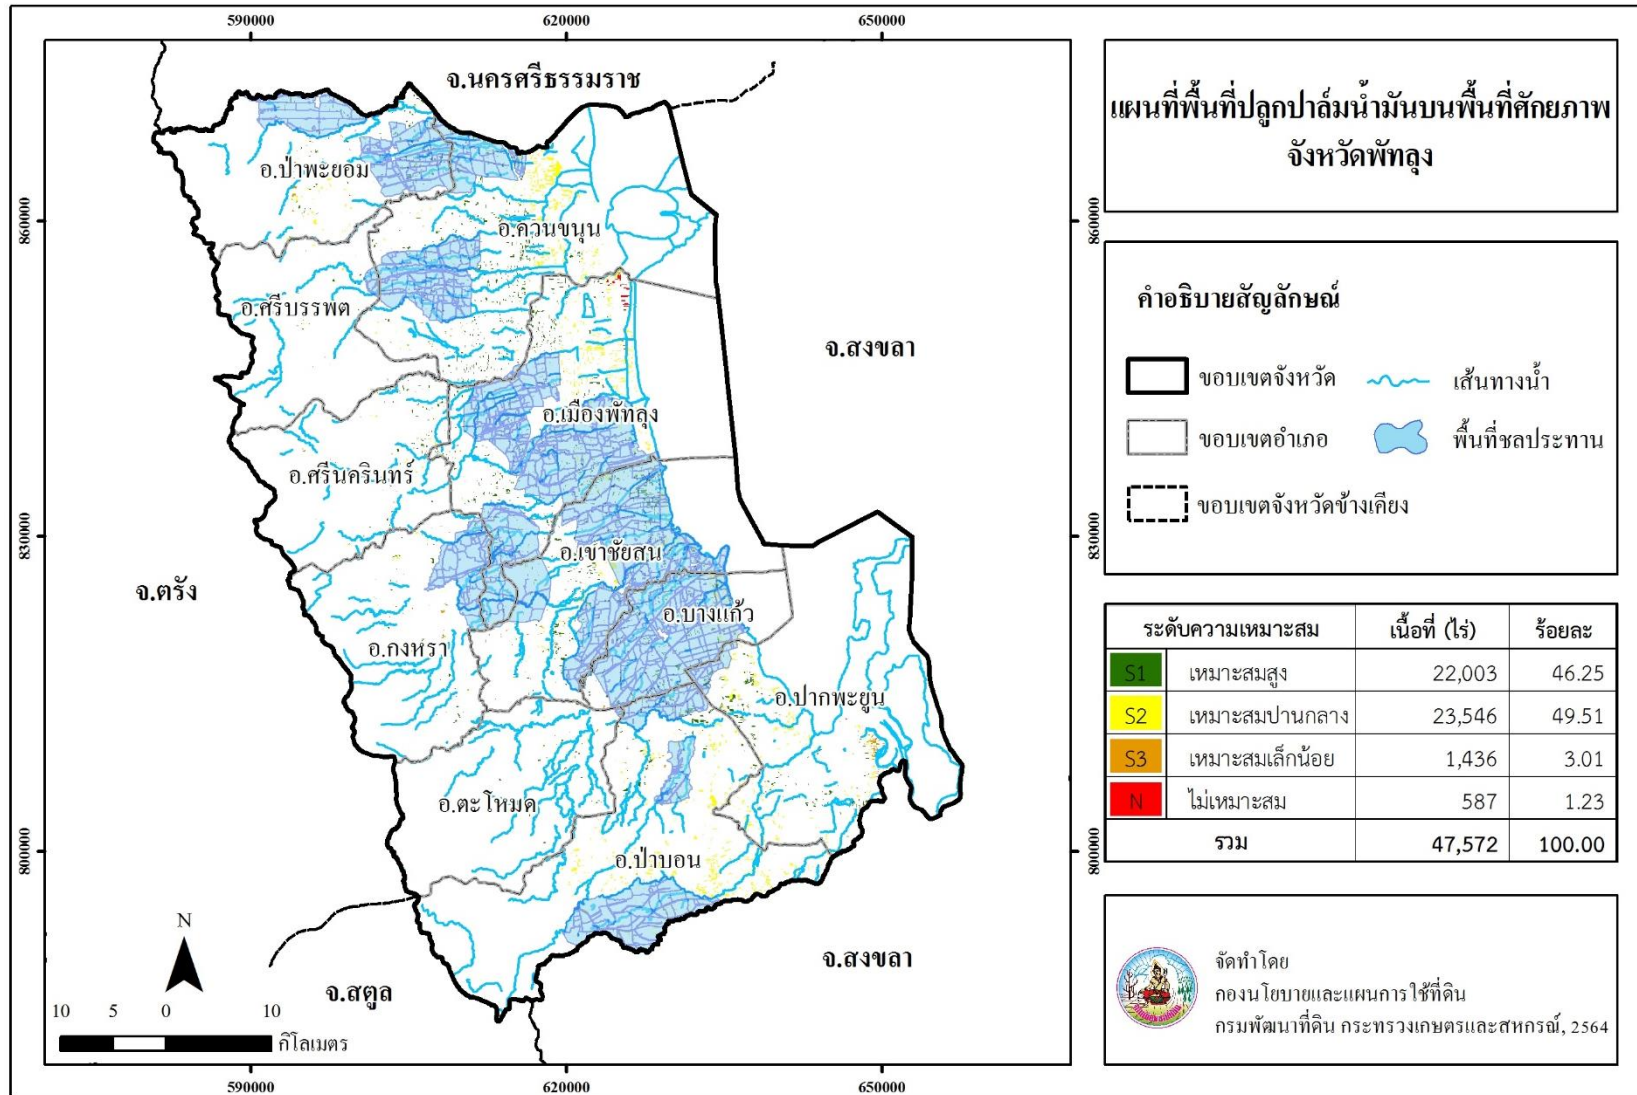 590000
620000
650000
จ.นครศรีธรรมราช
แผนที่พื้นที่ปลูกปาล์มน้ำมันบนพื้นที่ศักยภาพ
จังหวัดพัทลุง
อ.ป่าพะยอม
860000
อ.ควนขนุน
860000
อ.ศรีบรรพต
จ.สงขลา
คำอธิบายสัญลักษณ์
ขอบเขตจังหวัด
เส้นทางน้ำ
ขอบเขตอำเภอ
พื้นที่ชลประทาน
ขอบเขตจังหวัดข้างเคียง
อ.เมืองพัทลุง
อ.ศรีนครินทร์
830000
อ.เขาชัยสน
830000
จ.ตรัง
อ.บางแก้ว
อ.กงหรา
อ.ปากพะยูน
ระดับความเหมาะสม เนื้อที่ (ไร่) ร้อยละ
S1 เหมาะสมสูง 22,003 46.25
S2 เหมาะสมปานกลาง 23,546 49.51
S3 เหมาะสมเล็กน้อย 1,436 3.01
N ไม่เหมาะสม 587 1.23
รวม 47,572 100.00
อ.ตะโหมด
800000
อ.ป่าบอน
800000
N
จ.สตูล
จ.สงขลา
10 5 0 10
กิโลเมตร
จัดทำโดย
กองนโยบายและแผนการใช้ที่ดิน
กรมพัฒนาที่ดิน กระทรวงเกษตรและสหกรณ์, 2564
590000
620000
650000